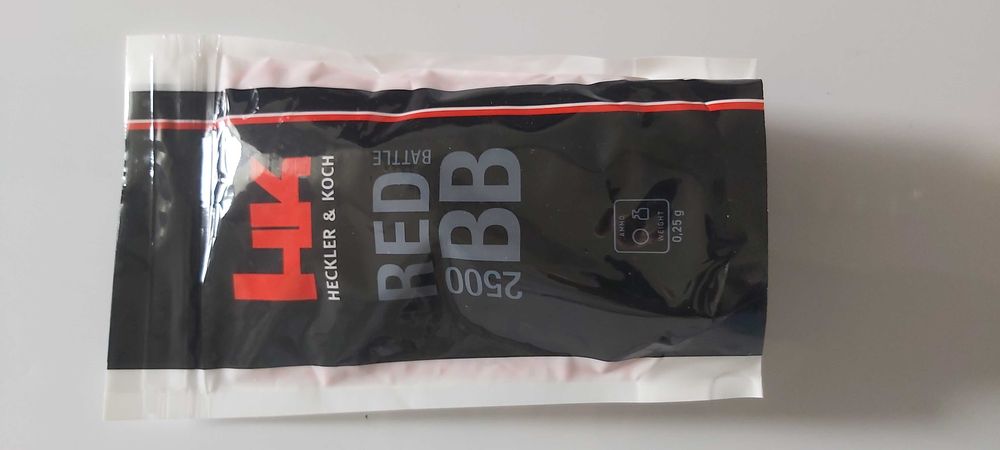 HK
HECKLER & KOCH
RED BATTLE
2500 BB
AMMO
WEIGHT
0,25 g